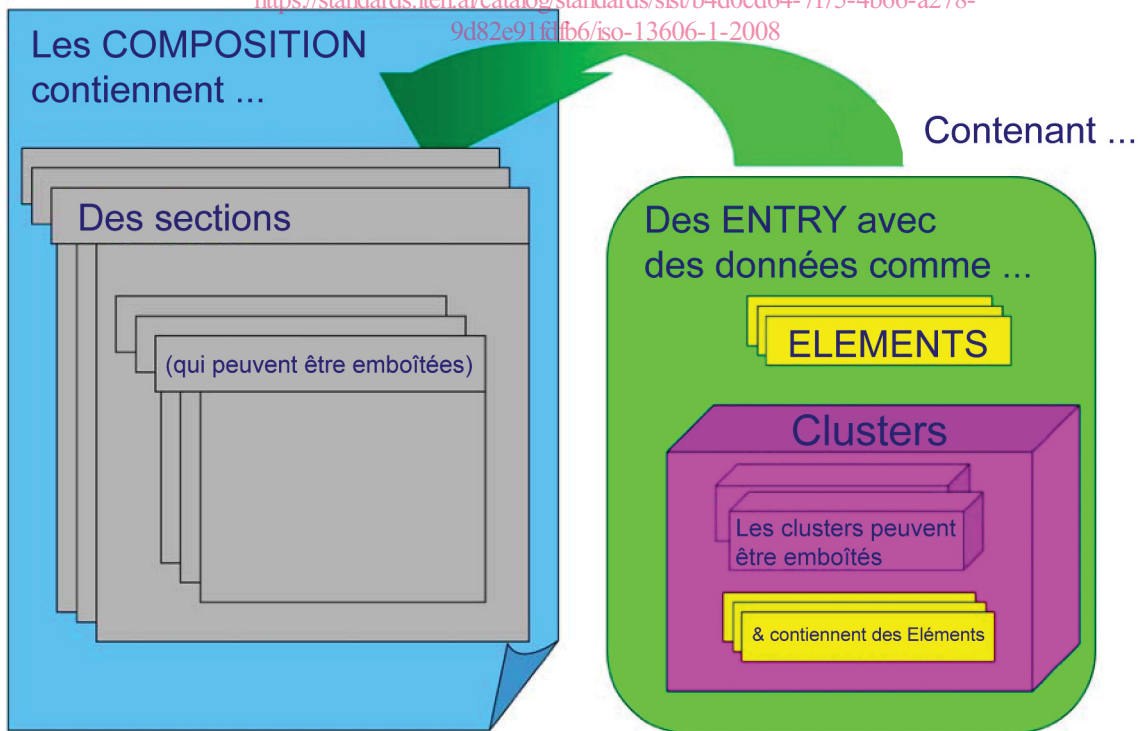 9d82e91fdfb6/iso-13606-1-2008
Les COMPOSITION
contiennent ...
Contenant ...
Des sections
(qui peuvent être emboîtées)
Des ENTRY avec
des données comme ...
ELEMENTS
Clusters
Les clusters peuvent
être emboîtés
& contiennent des Eléments